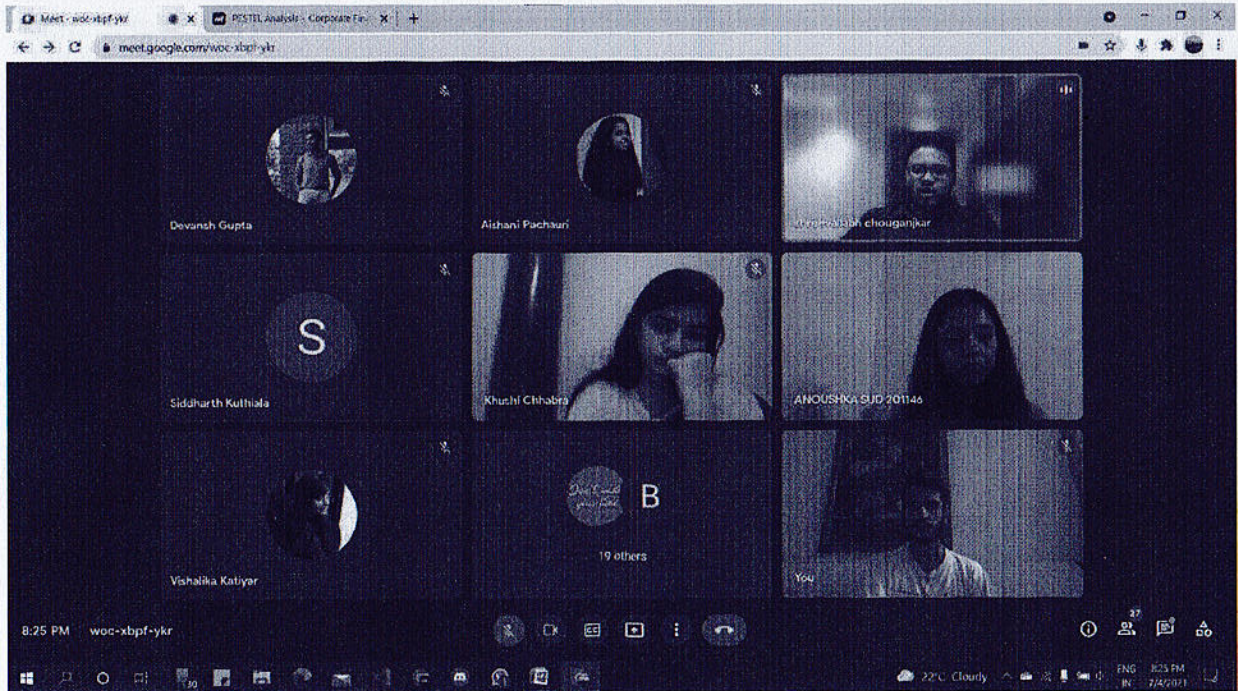 Meet - woc-xbpf-ykr
PESTEL Analysis - Corporate Fin
meet.google.com/woc-xbpf-ykr
Devansh Gupta
Aishani Pachauri
chouganjkar
S
Siddharth Kuthiala
Khushi Chhabra
ANOUSHKA SUD 201146
Vishalika Katiyar
B
19 others
You
8:25 PM woc-xbpf-ykr
CC
27
30
22°C Cloudy
ENG
IN
8:25 PM
7/4/2021